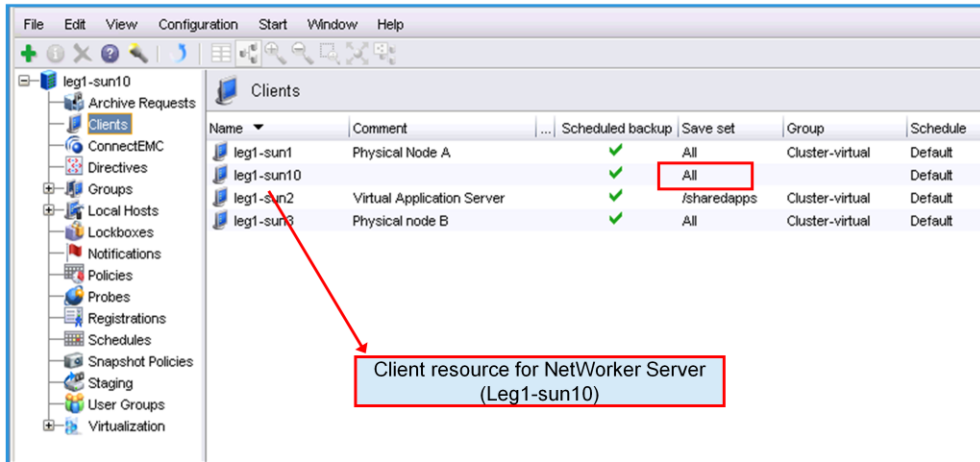 File Edit View Configuration Start Window Help
leg1-sun10
Archive Requests
Clients
ConnectEMC
Directives
Groups
Local Hosts
Lockboxes
Notifications
Policies
Probes
Registrations
Schedules
Snapshot Policies
Staging
User Groups
Virtualization
Clients
Name Comment ... Scheduled backup Save set Group Schedule
leg1-sun1 Physical Node A All Cluster-virtual Default
leg1-sun10 All Default
leg1-sun2 Virtual Application Server /sharedapps Cluster-virtual Default
leg1-sun3 Physical node B All Cluster-virtual Default
Client resource for NetWorker Server
(Leg1-sun10)